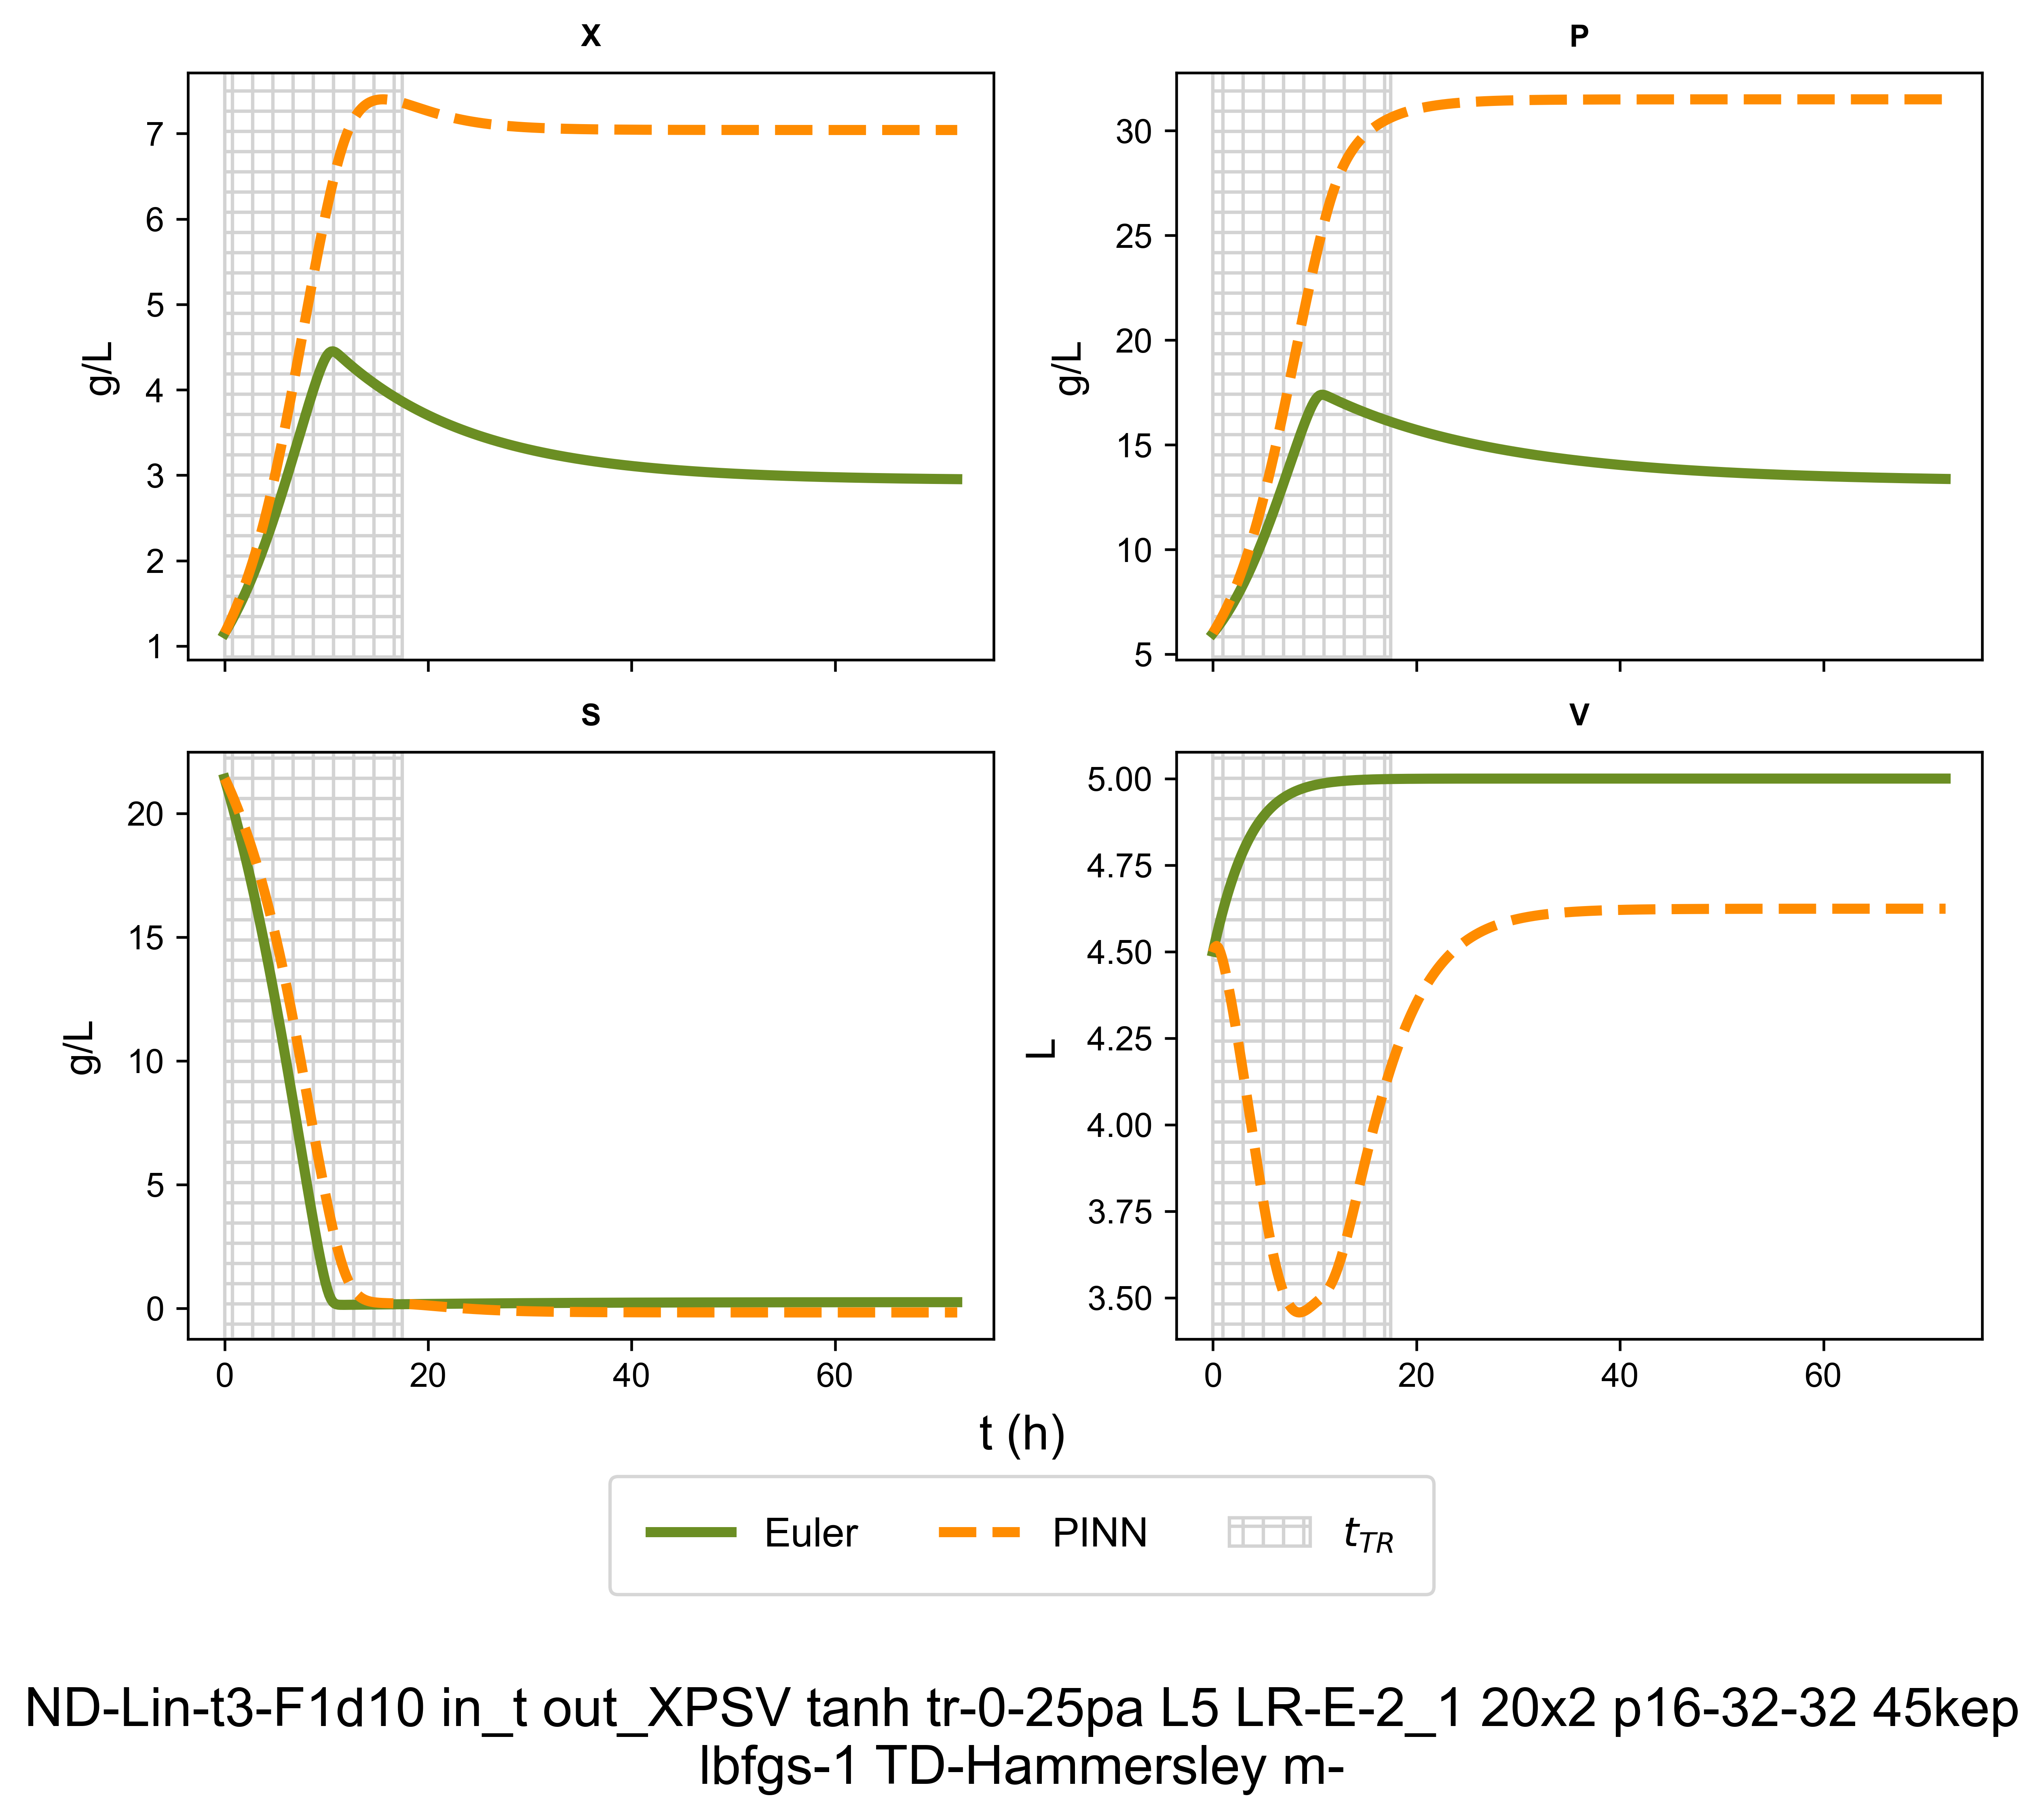 X
P
7
6
5
4
3
2
1
g/L
30
25
20
15
10
5
g/L
S
V
20
15
10
5
0
g/L
0 20 40 60
5.00
4.75
4.50
4.25
4.00
3.75
3.50
L
0 20 40 60
t (h)
Euler PINN t_TR
ND-Lin-t3-F1d10 in_t out_XPSV tanh tr-0-25pa L5 LR-E-2_1 20x2 p16-32-32 45kep
lbfgs-1 TD-Hammersley m-